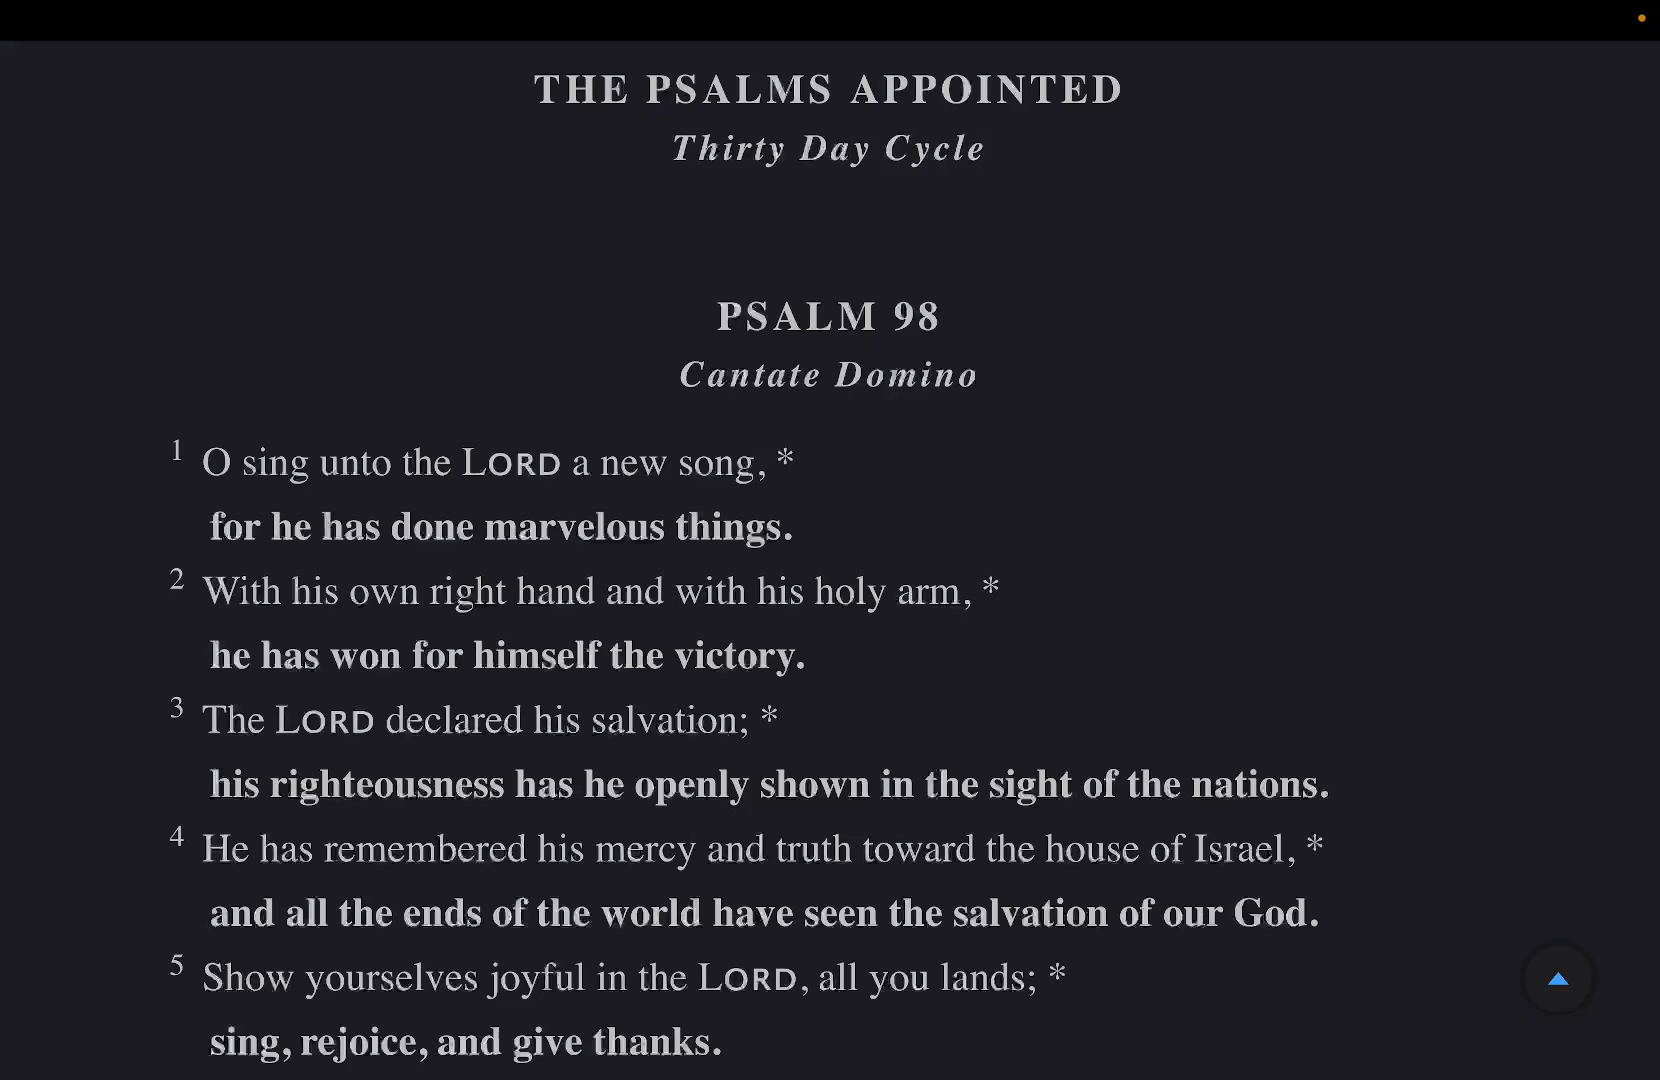 THE PSALMS APPOINTED
Thirty Day Cycle
PSALM 98
Cantate Domino
1 O sing unto the LORD a new song, *
for he has done marvelous things.
2 With his own right hand and with his holy arm, *
he has won for himself the victory.
3 The LORD declared his salvation; *
his righteousness has he openly shown in the sight of the nations.
4 He has remembered his mercy and truth toward the house of Israel, *
and all the ends of the world have seen the salvation of our God.
5 Show yourselves joyful in the LORD, all you lands; *
sing, rejoice, and give thanks.